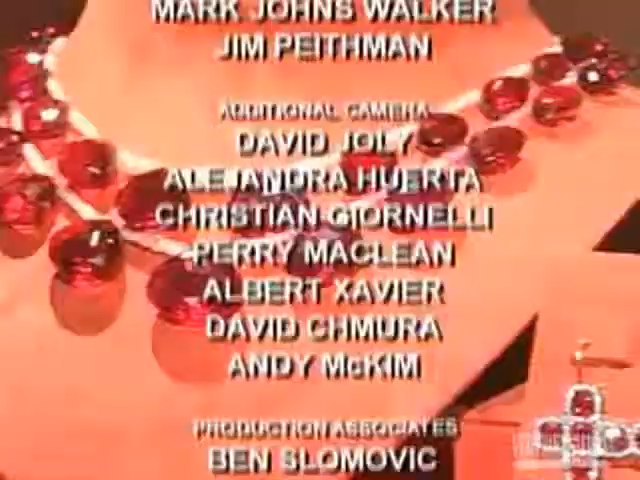 MARK JOHNS WALKER
JIM PEITHMAN
ADDITIONAL CAMERA
DAVID JOLY
ALEJANDRA HUERTA
CHRISTIAN GIORNELLI
PERRY MACLEAN
ALBERT XAVIER
DAVID CHMURA
ANDY McKIM
PRODUCTION ASSOCIATES
BEN SLOMOVIC